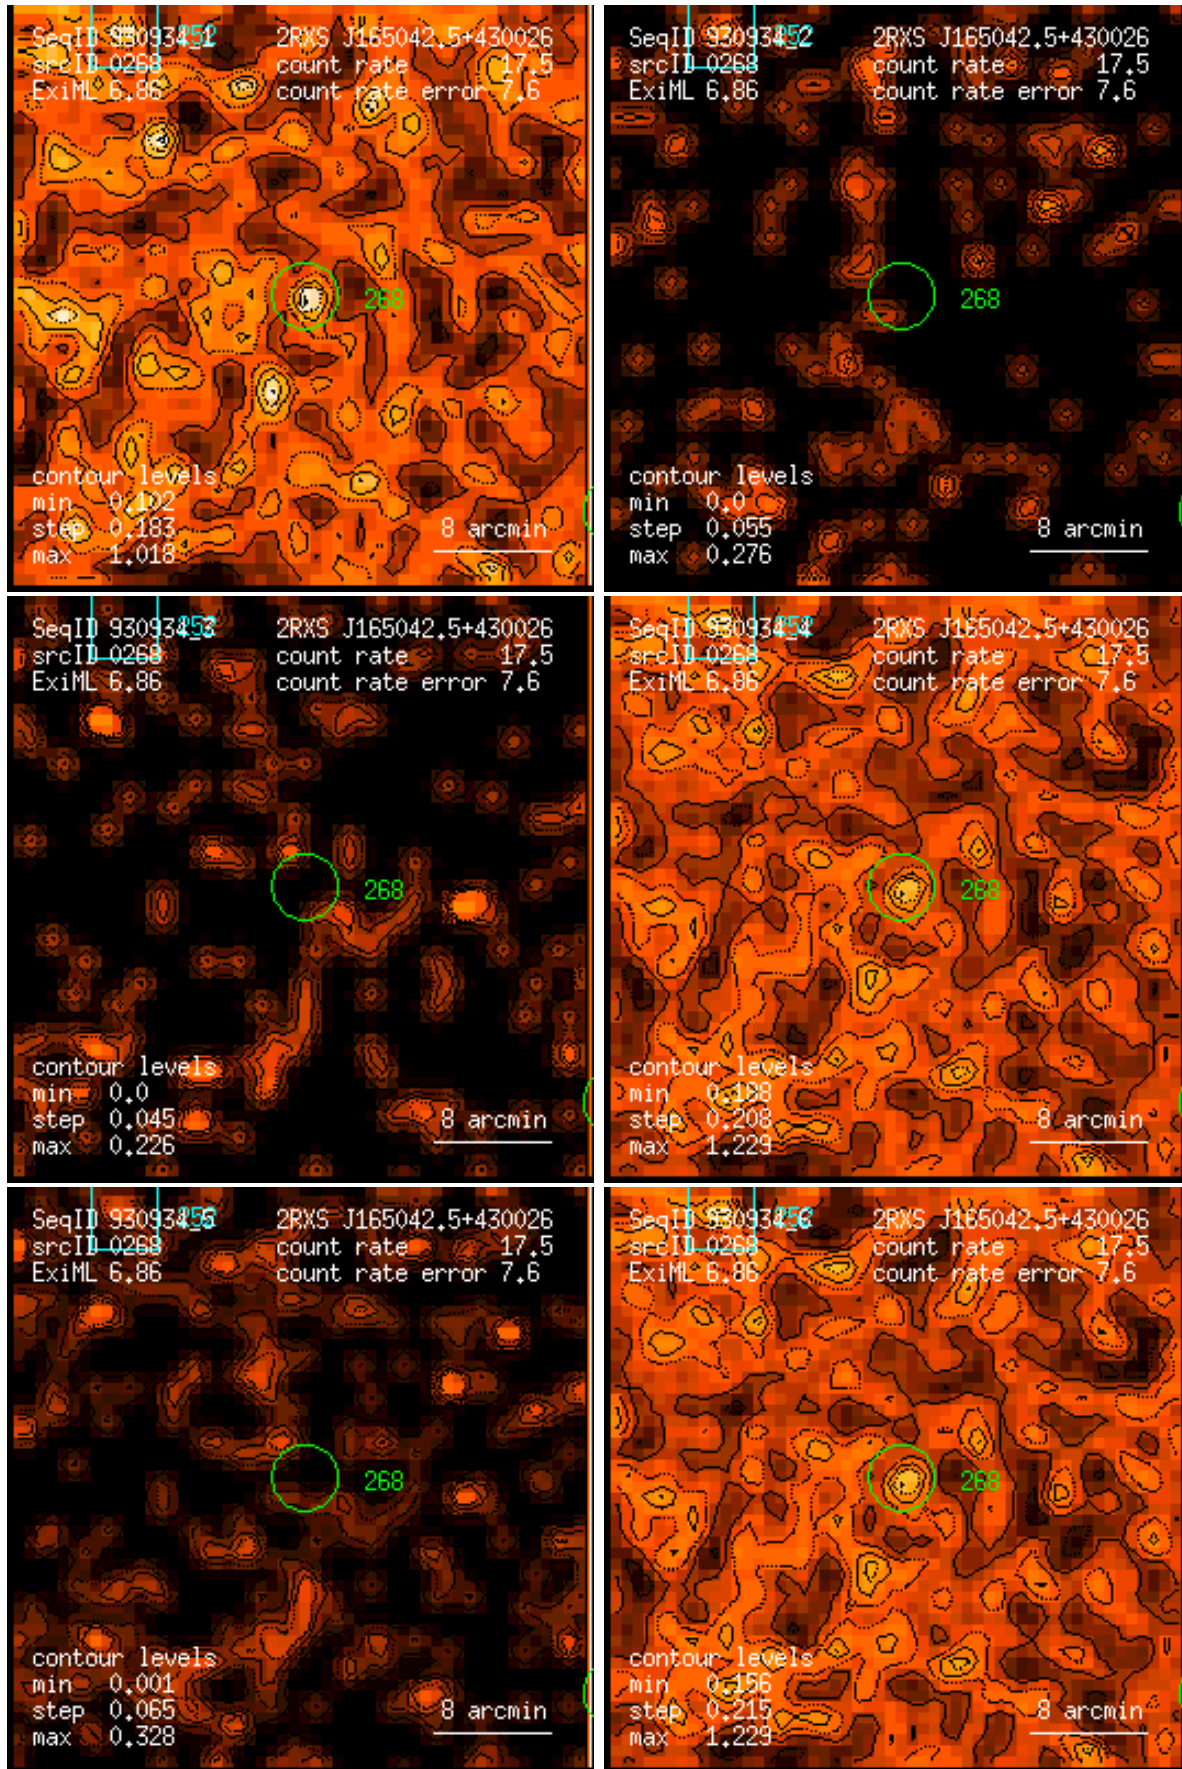 SeqID 930934_1 252 2RXS J165042.5+430026
srcID 0268 count rate 17.5
ExiML 6.86 count rate error 7.6
268
contour levels
min 0.102
step 0.183 8 arcmin
max 1.018
SeqID 930934_2 252 2RXS J165042.5+430026
srcID 0268 count rate 17.5
ExiML 6.86 count rate error 7.6
268
contour levels
min 0.0
step 0.055 8 arcmin
max 0.276
SeqID 930934_3 2RXS J165042.5+430026
srcID 0268 count rate 17.5
ExiML 6.86 count rate error 7.6
268
contour levels
min 0.0
step 0.045 8 arcmin
max 0.226
SeqID 930934_4 2RXS J165042.5+430026
srcID 0268 count rate 17.5
ExiML 6.86 count rate error 7.6
268
contour levels
min 0.188
step 0.208 8 arcmin
max 1.229
SeqID 930934_5 2RXS J165042.5+430026
srcID 0268 count rate 17.5
ExiML 6.86 count rate error 7.6
268
contour levels
min 0.001
step 0.065 8 arcmin
max 0.328
SeqID 930934_6 2RXS J165042.5+430026
srcID 0268 count rate 17.5
ExiML 6.86 count rate error 7.6
268
contour levels
min 0.156
step 0.215 8 arcmin
max 1.229